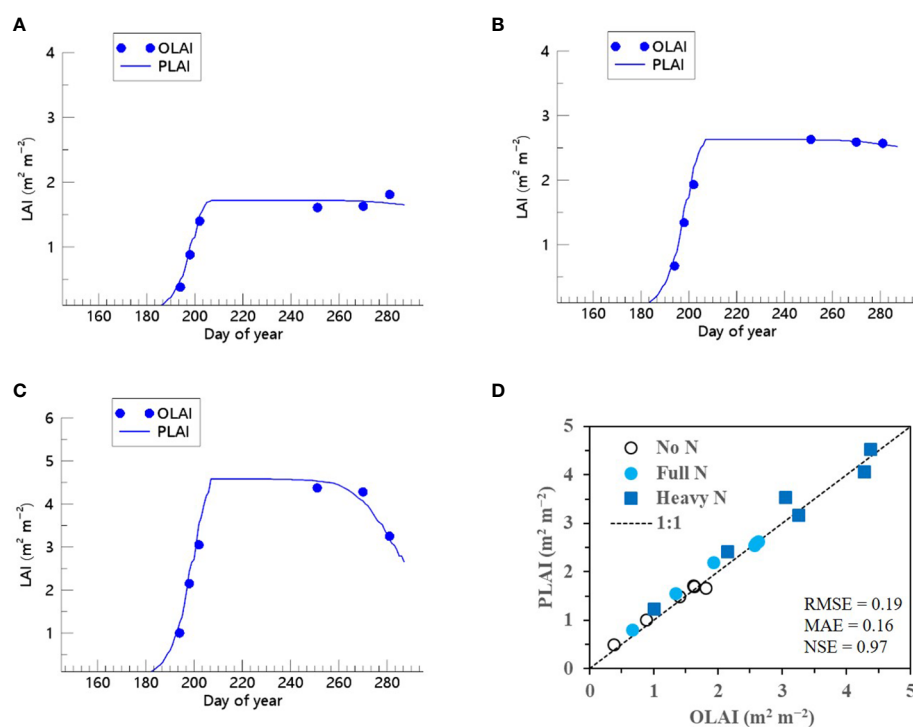 A
OLAI
PLAI
4
3
2
1
LAI (m² m⁻²)
160 180 200 220 240 260 280
Day of year
B
OLAI
PLAI
4
3
2
1
LAI (m² m⁻²)
160 180 200 220 240 260 280
Day of year
C
OLAI
PLAI
6
5
4
3
2
1
LAI (m² m⁻²)
160 180 200 220 240 260 280
Day of year
D
No N
Full N
Heavy N
1:1
5
4
3
2
1
0
PLAI (m² m⁻²)
RMSE = 0.19
MAE = 0.16
NSE = 0.97
0 1 2 3 4 5
OLAI (m² m⁻²)